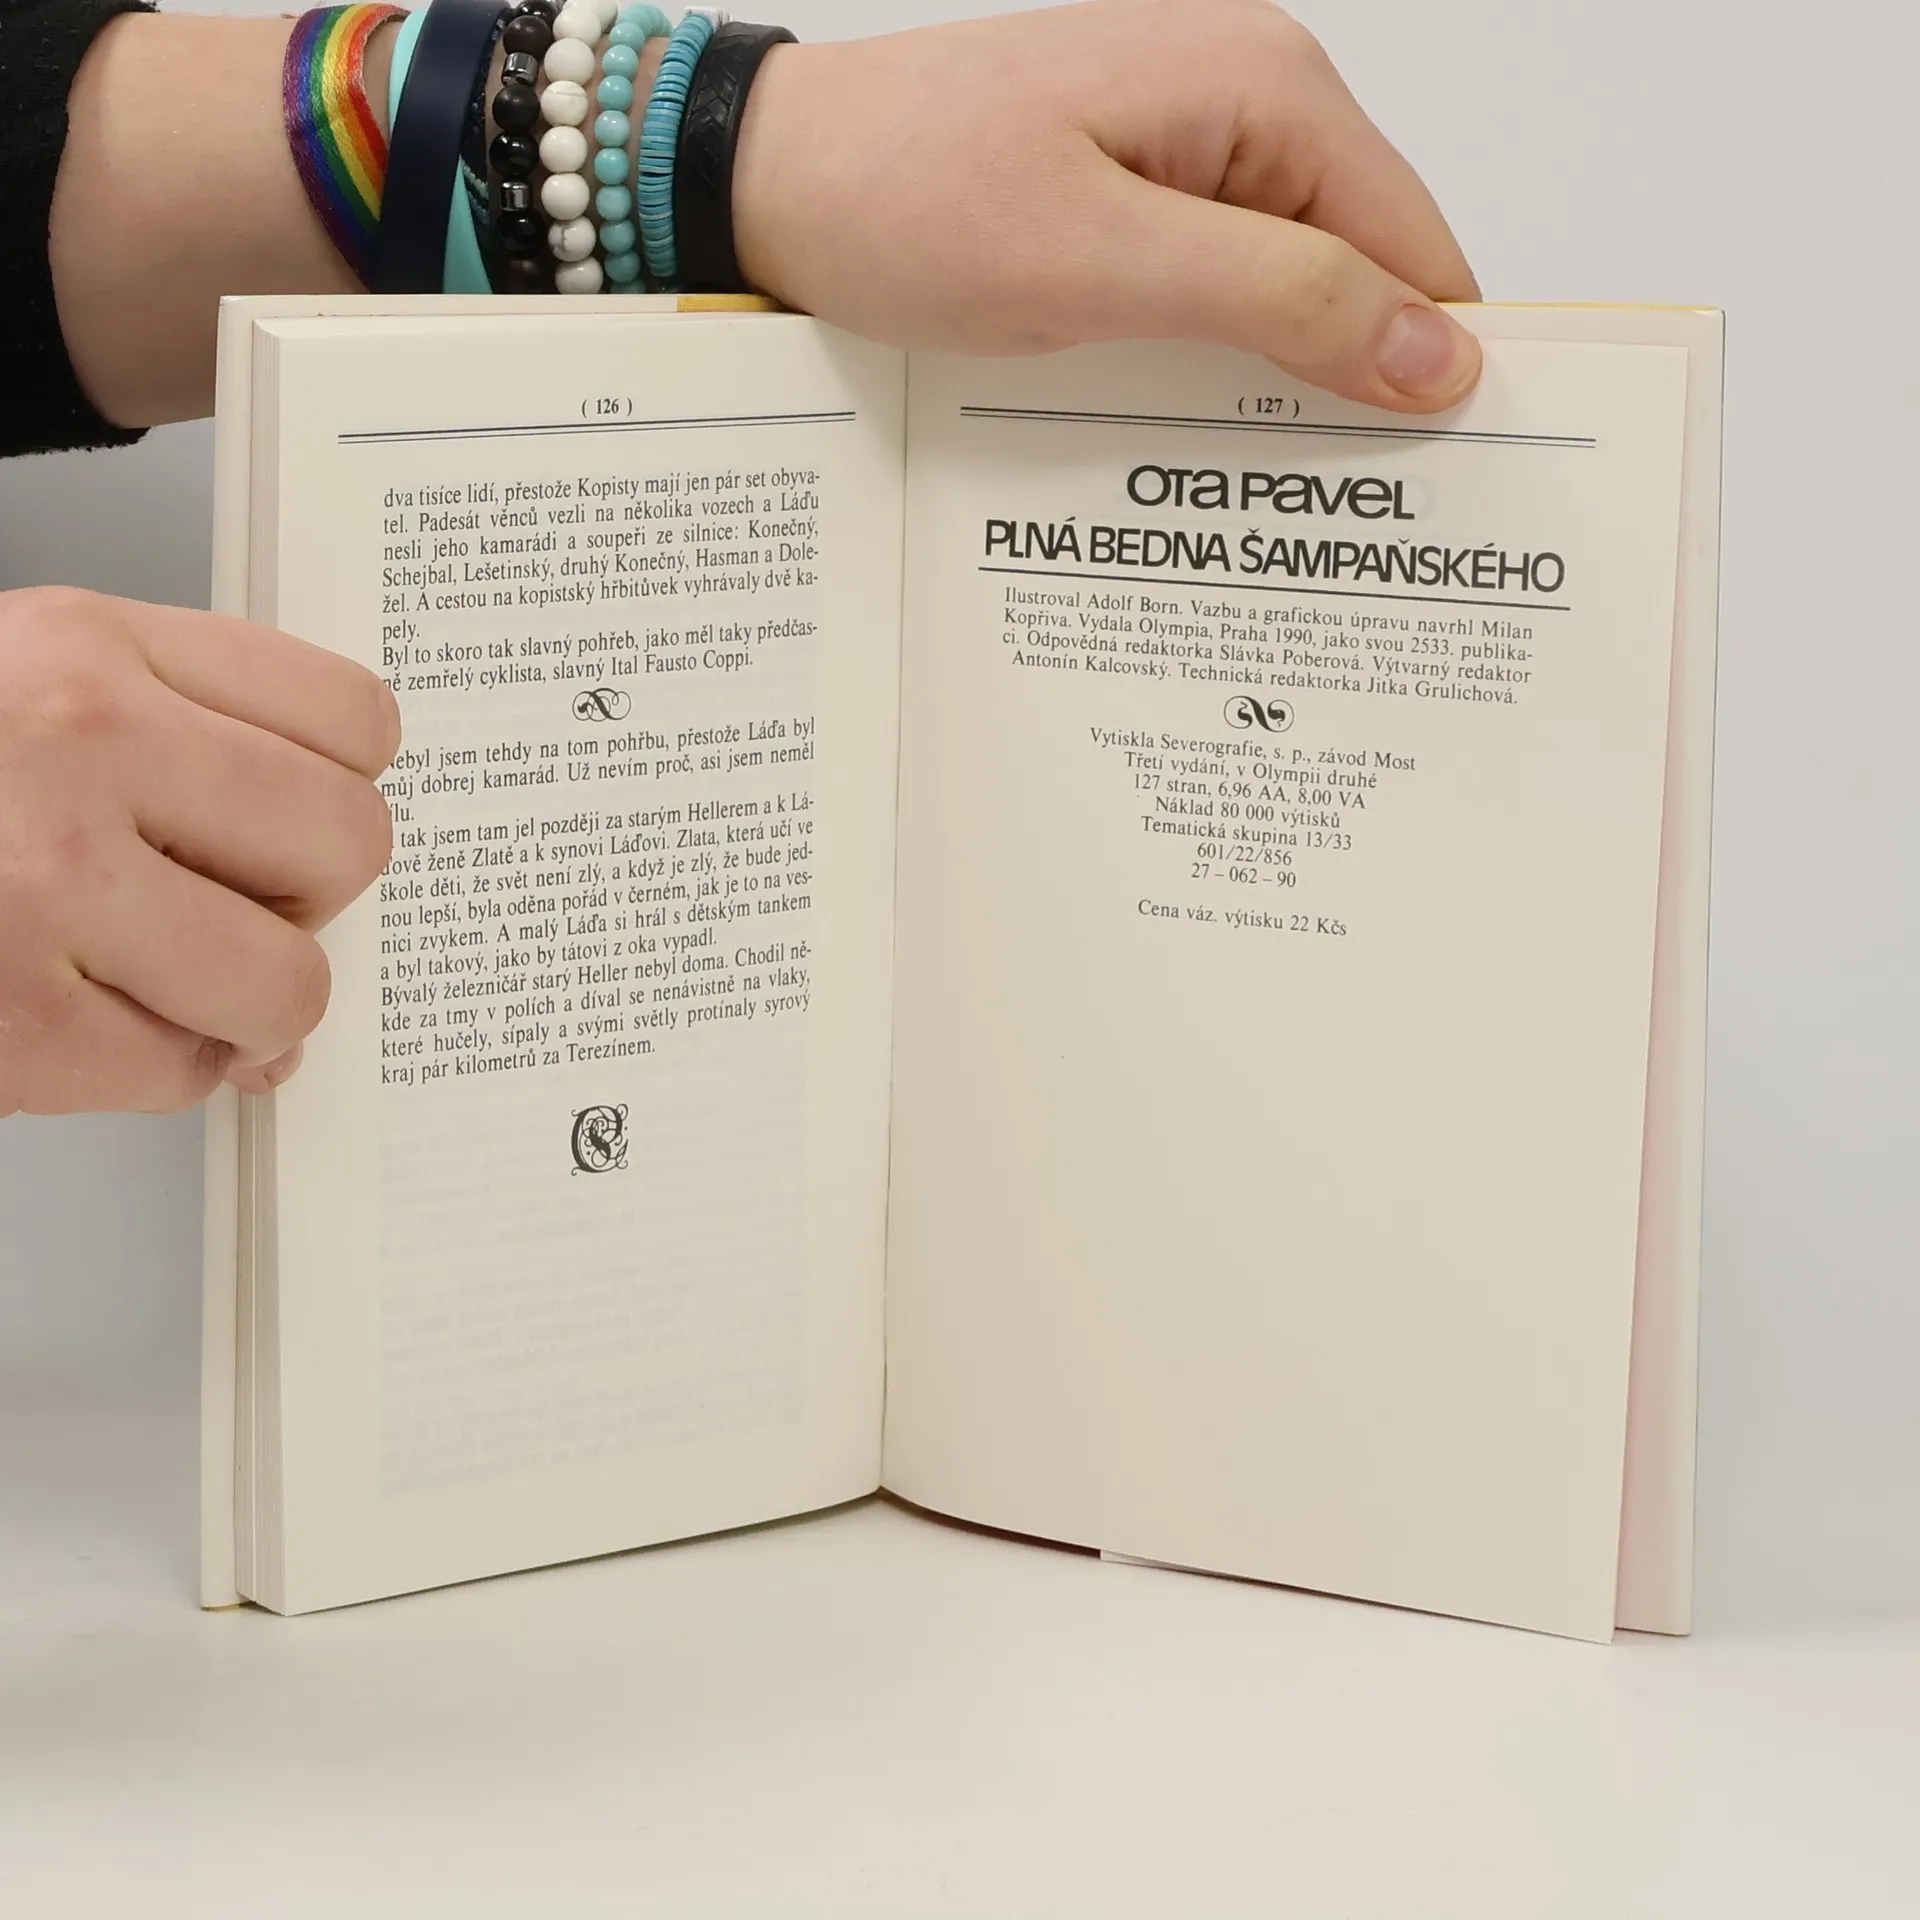 ( 126 )
dva tisíce lidí, přestože Kopisty mají jen pár set obyva-
tel. Padesát věnců vezli na několika vozech a Láďu
nesli jeho kamarádi a soupeři ze silnice: Konečný,
Schejbal, Lešetinský, druhý Konečný, Hasman a Dole-
žel. A cestou na kopistský hřbitůvek vyhrávaly dvě ka-
pely.
Byl to skoro tak slavný pohřeb, jako měl taky předčas-
ně zemřelý cyklista, slavný Ital Fausto Coppi.
Nebyl jsem tehdy na tom pohřbu, přestože Láďa byl
můj dobrej kamarád. Už nevím proč, asi jsem neměl
tak jsem tam jel později za starým Hellerem a k Lá-
ďově ženě Zlatě a k synovi Láďovi. Zlata, která učí ve
škole děti, že svět není zlý, a když je zlý, že bude jed-
nou lepší, byla oděna pořád v černém, jak je to na ves-
nici zvykem. A malý Láďa si hrál s dětským tankem
a byl takový, jako by tátovi z oka vypadl.
Bývalý železničář starý Heller nebyl doma. Chodil ně-
kde za tmy v polích a díval se nenávistně na vlaky,
které hučely, sípaly a svými světly protínaly syrový
kraj pár kilometrů za Terezínem.
( 127 )
OTA PAVEL
PLNÁ BEDNA ŠAMPAŇSKÉHO
Ilustroval Adolf Born. Vazbu a grafickou úpravu navrhl Milan
Kopřiva. Vydala Olympia, Praha 1990, jako svou 2533. publika-
ci. Odpovědná redaktorka Slávka Poberová. Výtvarný redaktor
Antonín Kalcovský. Technická redaktorka Jitka Grulichová.
Vytiskla Severografie, s. p., závod Most
Třetí vydání, v Olympii druhé
127 stran, 6,96 AA, 8,00 VA
Náklad 80 000 výtisků
Tematická skupina 13/33
601/22/856
27 – 062 – 90
Cena váz. výtisku 22 Kčs